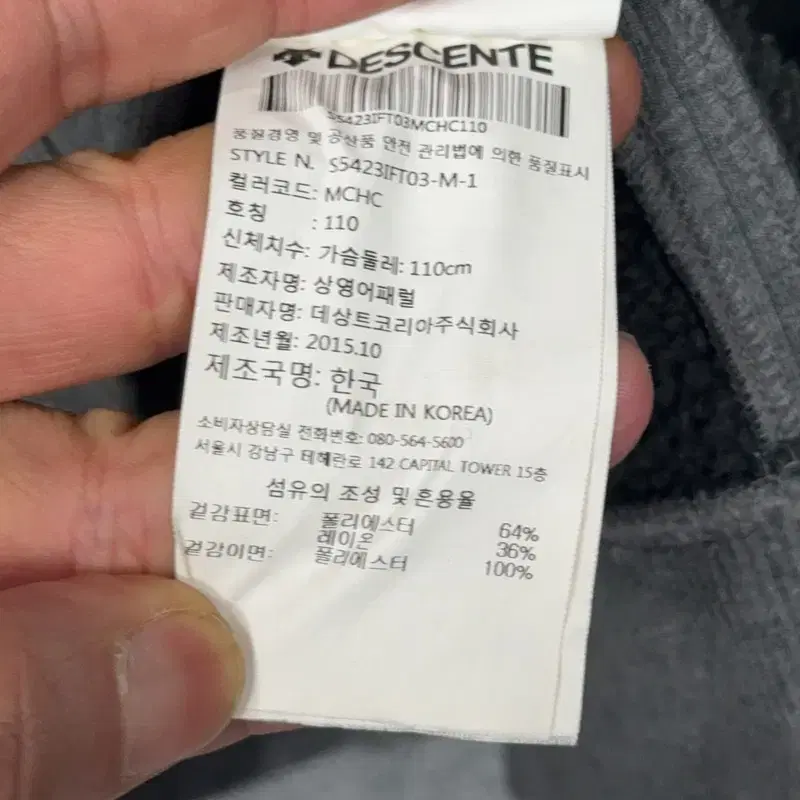 DESCENTE
S5423IFT03MCHC110
품질경영 및 공산품 안전 관리법에 의한 품질표시
STYLE N. S5423IFT03-M-1
컬러코드: MCHC
호칭 : 110
신체치수: 가슴둘레: 110cm
제조자명: 상영어패럴
판매자명: 데상트코리아주식회사
제조년월: 2015.10
제조국명: 한국
(MADE IN KOREA)
소비자상담실 전화번호: 080-564-5600
서울시 강남구 테헤란로 142 CAPITAL TOWER 15층
섬유의 조성 및혼용율
겉감표면: 폴리에스터 64%
레이온 36%
겉감이면: 폴리에스터 100%